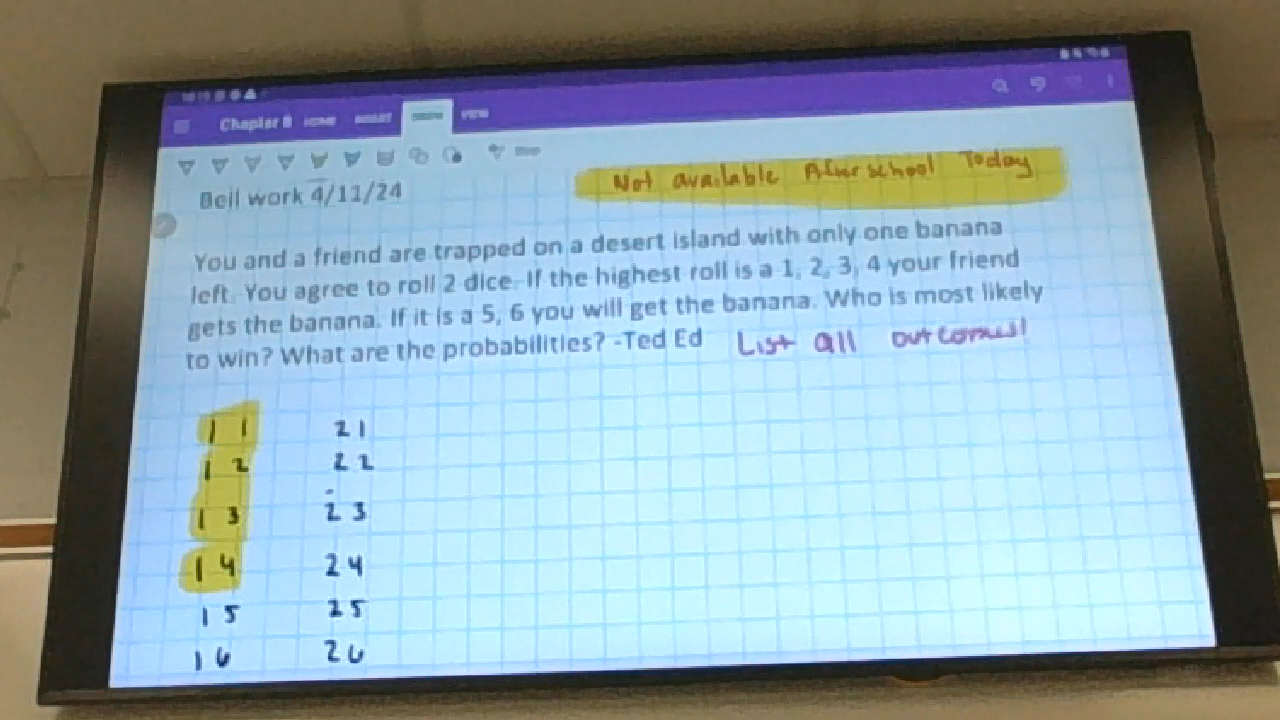 Chapter 8 HOME INSERT DRAW VIEW
Not available After school Today
Bell work 4/11/24
You and a friend are trapped on a desert island with only one banana
left. You agree to roll 2 dice. If the highest roll is a 1, 2, 3, 4 your friend
gets the banana. If it is a 5, 6 you will get the banana. Who is most likely
to win? What are the probabilities? -Ted Ed List all outcomes!
1 1 2 1
1 2 2 2
1 3 2 3
1 4 2 4
1 5 2 5
1 6 2 6